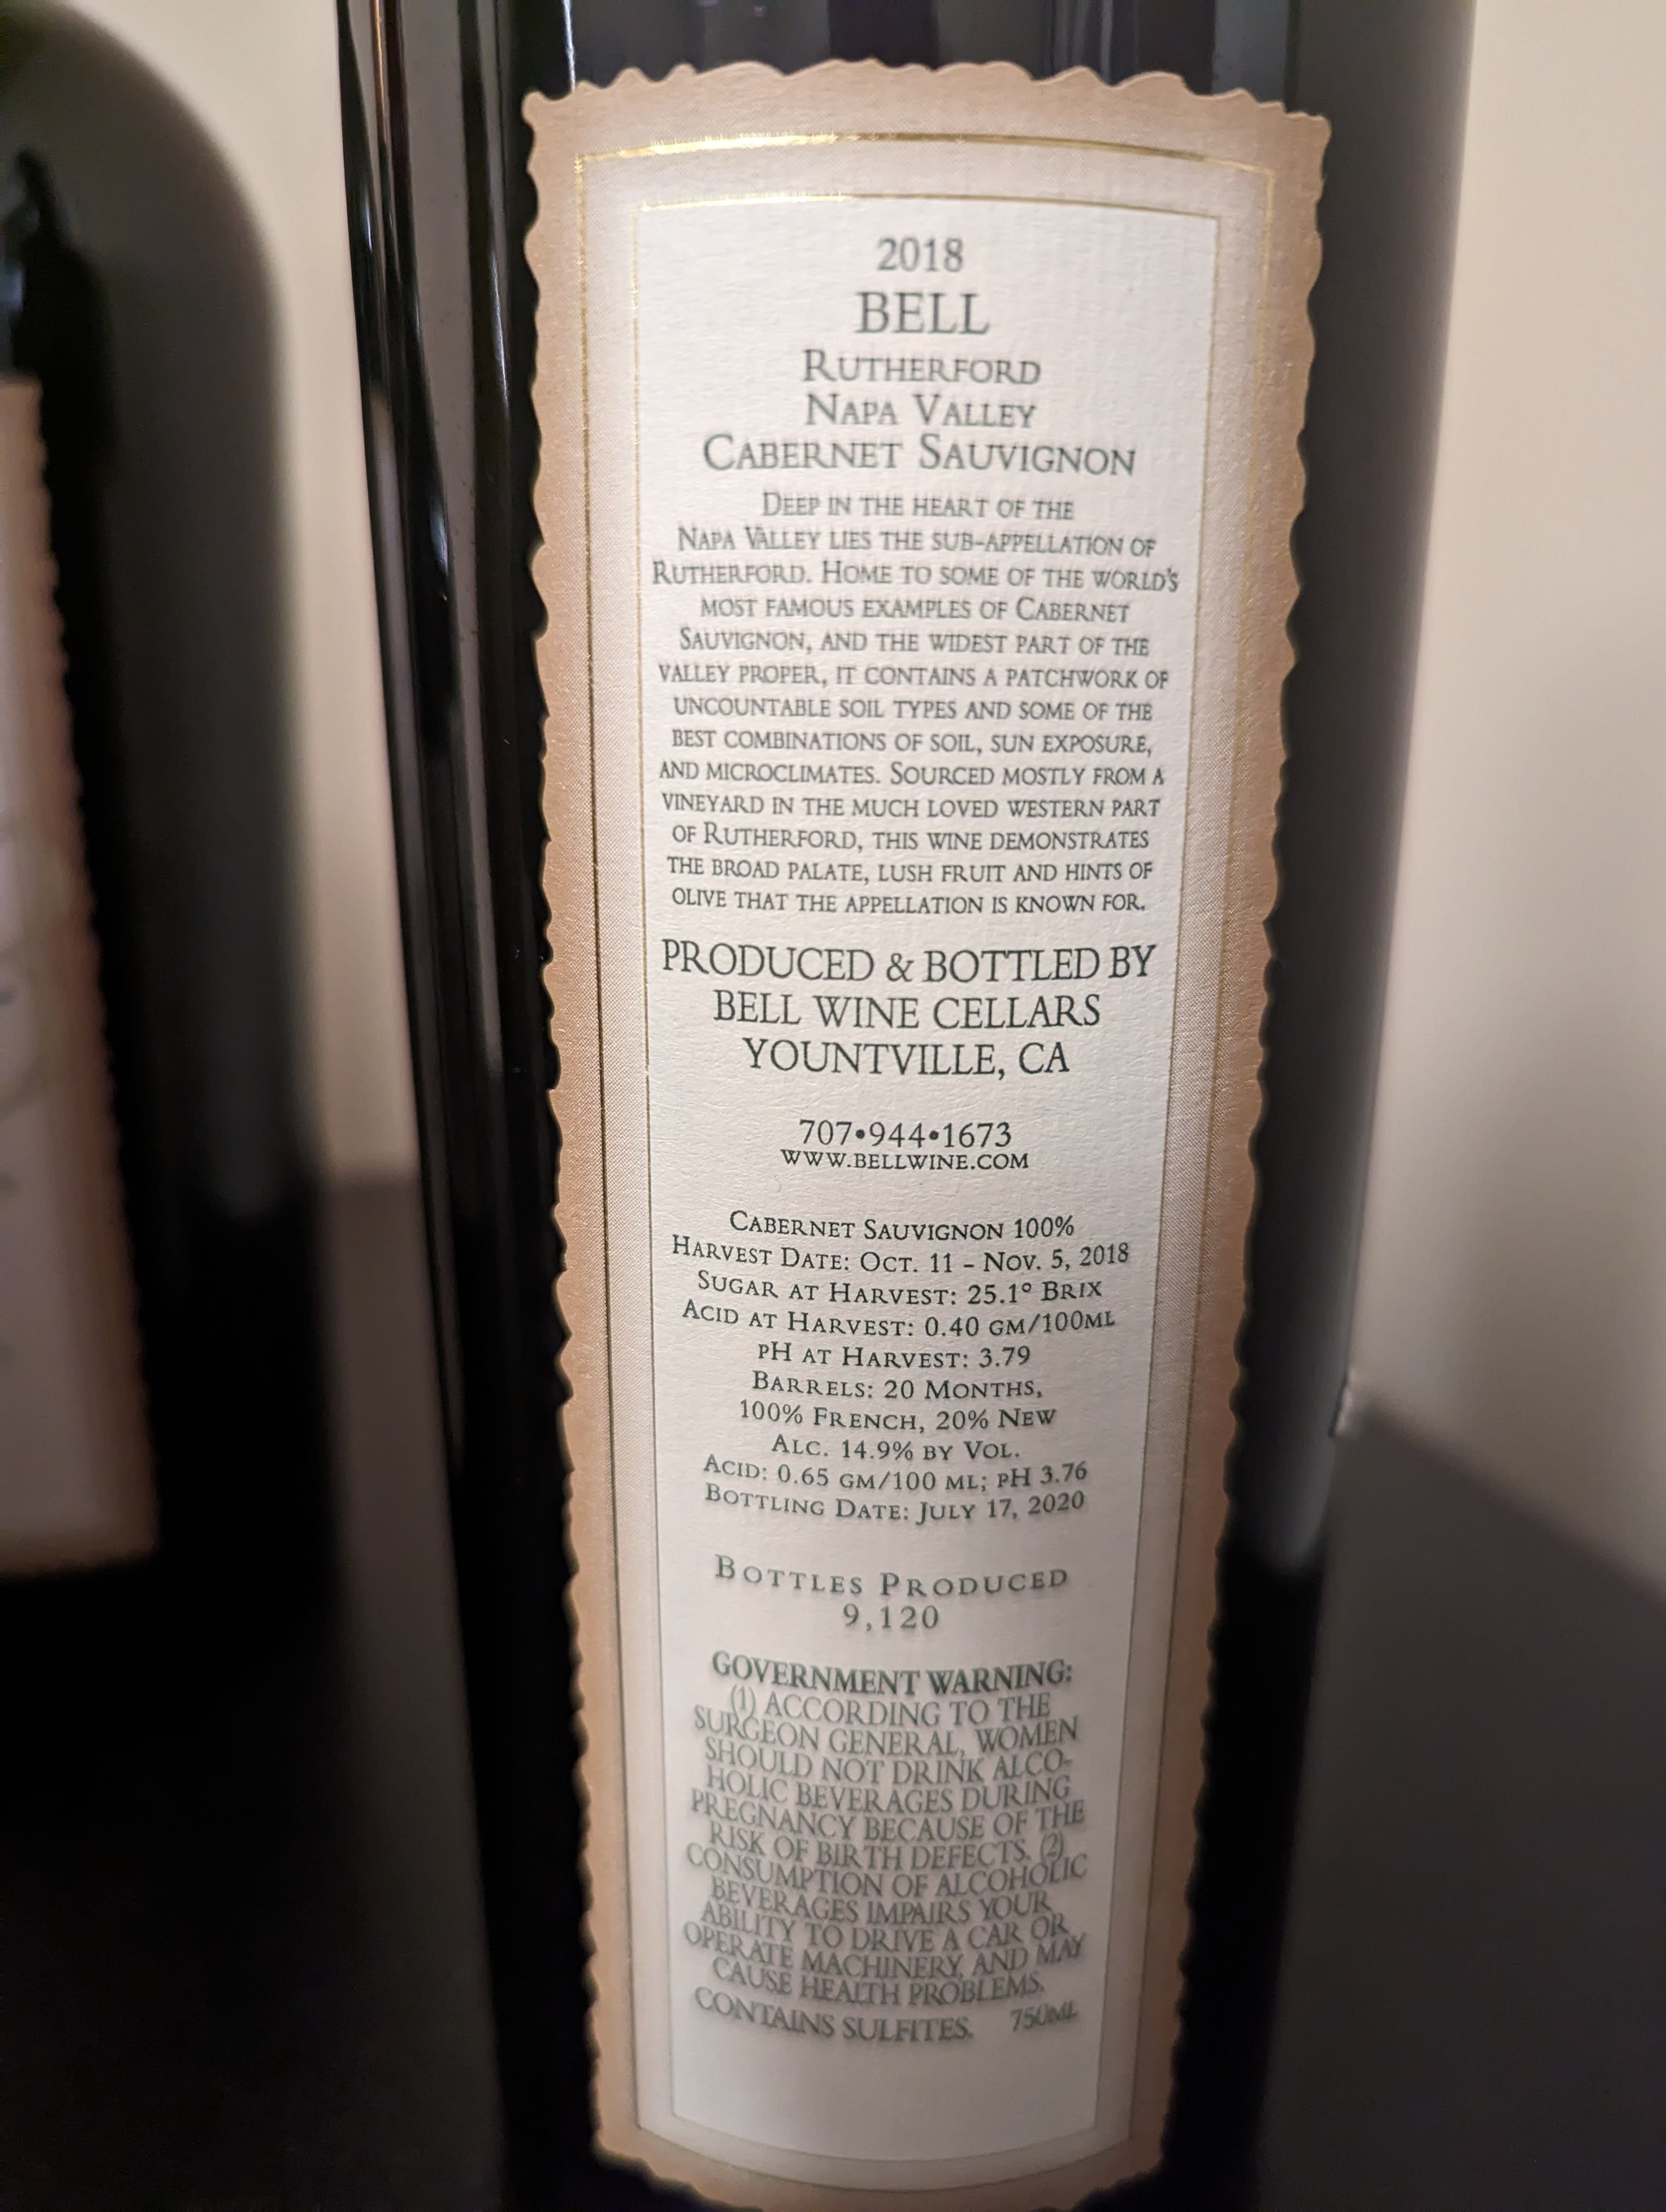 2018
BELL
RUTHERFORD
NAPA VALLEY
CABERNET SAUVIGNON
DEEP IN THE HEART OF THE
NAPA VALLEY LIES THE SUB-APPELLATION OF
RUTHERFORD. HOME TO SOME OF THE WORLD'S
MOST FAMOUS EXAMPLES OF CABERNET
SAUVIGNON, AND THE WIDEST PART OF THE
VALLEY PROPER, IT CONTAINS A PATCHWORK OF
UNCOUNTABLE SOIL TYPES AND SOME OF THE
BEST COMBINATIONS OF SOIL, SUN EXPOSURE,
AND MICROCLIMATES. SOURCED MOSTLY FROM A
VINEYARD IN THE MUCH LOVED WESTERN PART
OF RUTHERFORD, THIS WINE DEMONSTRATES
THE BROAD PALATE, LUSH FRUIT AND HINTS OF
OLIVE THAT THE APPELLATION IS KNOWN FOR.
PRODUCED & BOTTLED BY
BELL WINE CELLARS
YOUNTVILLE, CA
707•944•1673
WWW.BELLWINE.COM
CABERNET SAUVIGNON 100%
HARVEST DATE: OCT. 11 – NOV. 5, 2018
SUGAR AT HARVEST: 25.1° BRIX
ACID AT HARVEST: 0.40 GM/100ML
PH AT HARVEST: 3.79
BARRELS: 20 MONTHS,
100% FRENCH, 20% NEW
ALC. 14.9% BY VOL.
ACID: 0.65 GM/100 ML; PH 3.76
BOTTLING DATE: JULY 17, 2020
BOTTLES PRODUCED
9,120
GOVERNMENT WARNING:
(1) ACCORDING TO THE
SURGEON GENERAL, WOMEN
SHOULD NOT DRINK ALCO-
HOLIC BEVERAGES DURING
PREGNANCY BECAUSE OF THE
RISK OF BIRTH DEFECTS. (2)
CONSUMPTION OF ALCOHOLIC
BEVERAGES IMPAIRS YOUR
ABILITY TO DRIVE A CAR OR
OPERATE MACHINERY, AND MAY
CAUSE HEALTH PROBLEMS.
CONTAINS SULFITES. 750ML